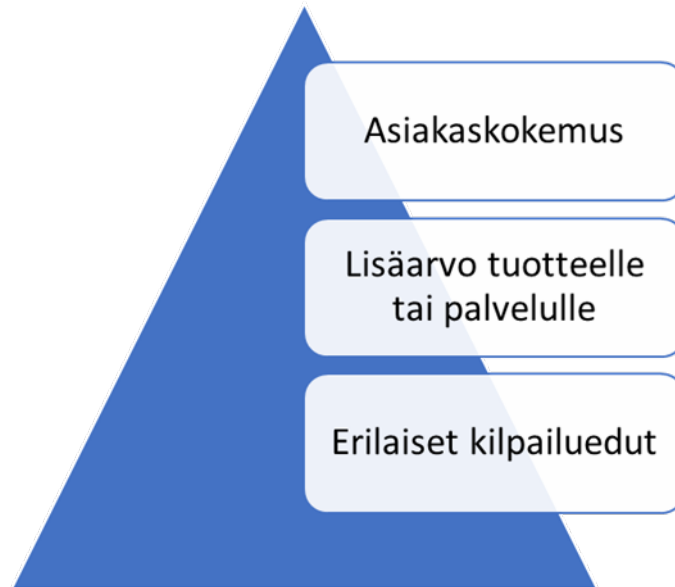 Asiakaskokemus
Lisäarvo tuotteelle
tai palvelulle
Erilaiset kilpailuedut